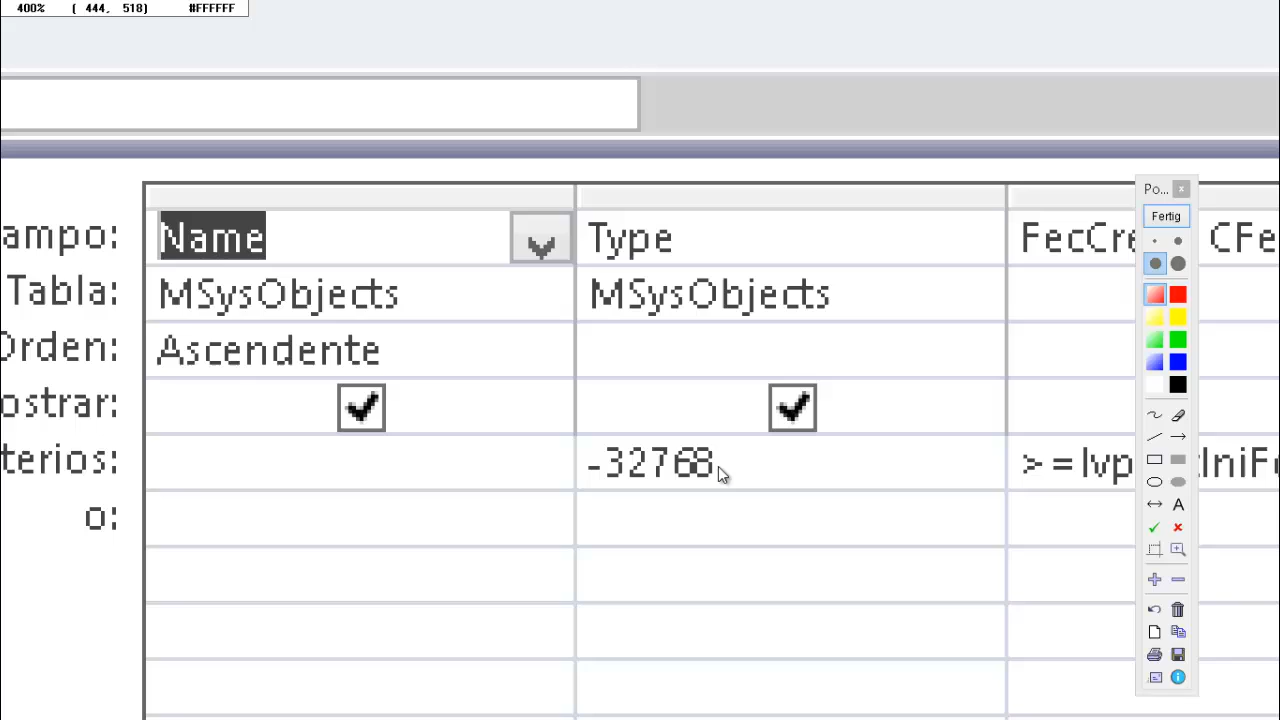 400% ( 444, 518) #FFFFFF
Po...
Fertig
ampo: Name Type FecCre CFe
Tabla: MSysObjects MSysObjects
Orden: Ascendente
ostrar:
terios: -32768 >=lvp tIniF
o:
A